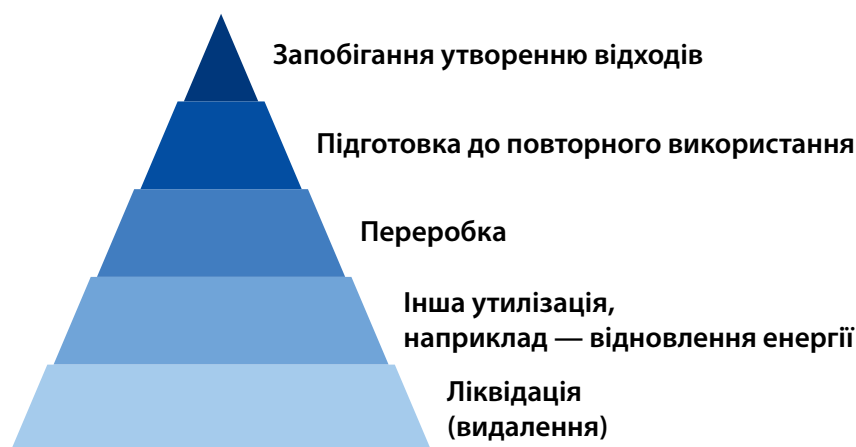 Запобігання утворенню відходів
Підготовка до повторного використання
Переробка
Інша утилізація,
наприклад — відновлення енергії
Ліквідація
(видалення)